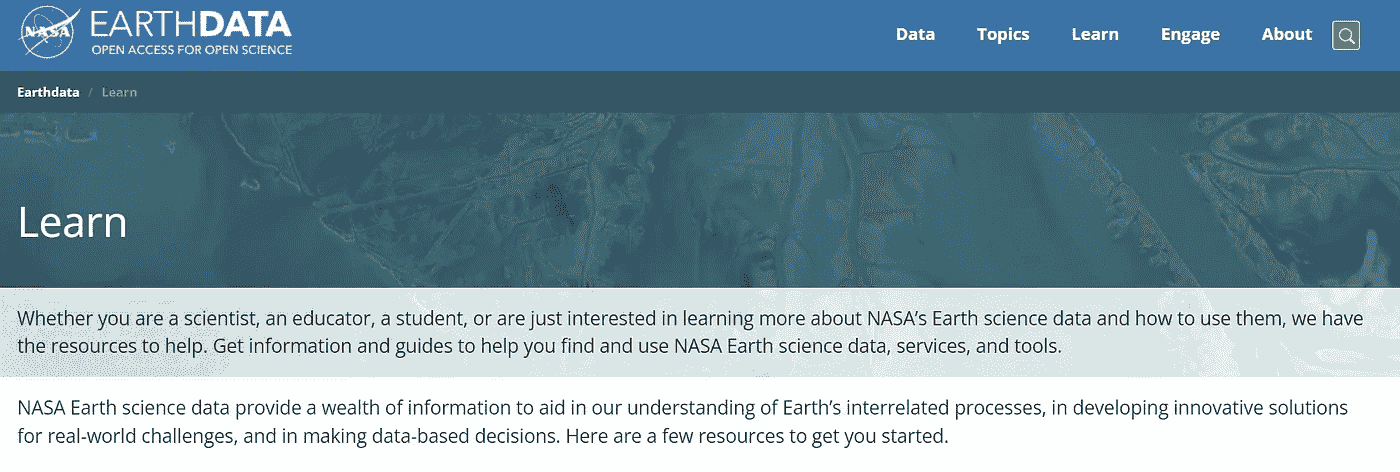 NASA
EARTHDATA
OPEN ACCESS FOR OPEN SCIENCE
Data Topics Learn Engage About
Earthdata / Learn
Learn
Whether you are a scientist, an educator, a student, or are just interested in learning more about NASA’s Earth science data and how to use them, we have
the resources to help. Get information and guides to help you find and use NASA Earth science data, services, and tools.
NASA Earth science data provide a wealth of information to aid in our understanding of Earth’s interrelated processes, in developing innovative solutions
for real-world challenges, and in making data-based decisions. Here are a few resources to get you started.